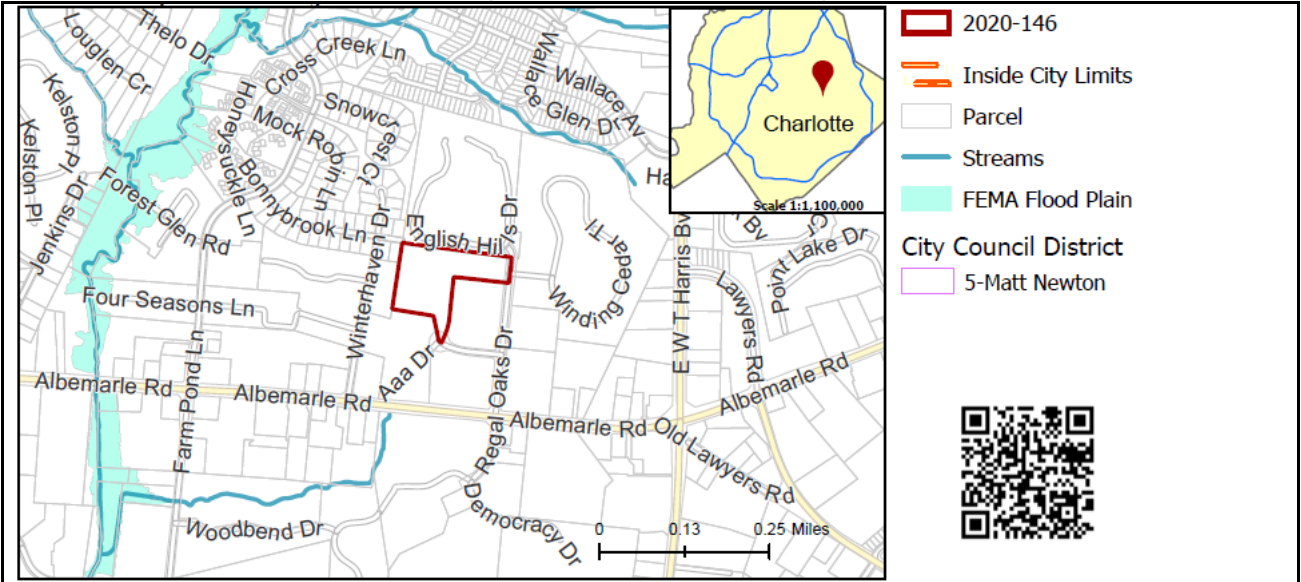 Thelo Dr
Louglen Cr
Kelston Pl
Kelston Pl
Jenkins Dr
Forest Glen Rd
Honeysuckle Ln
Cross Creek Ln
Snowcrest Ct
Mock Robin Ln
Bonnybrook Ln
Winterhaven Dr
English Hil
ls Dr
Wallace Av
Wallace Glen Dr
Ha
Winding Cedar Tl
Four Seasons Ln
Farm Pond Ln
Aaa Dr
Regal Oaks Dr
E W T Harris Bv
Lawyers Rd
Point Lake Dr
Albemarle Rd
Albemarle Rd
Albemarle Rd
Albemarle Rd
Old Lawyers Rd
Woodbend Dr
Democracy Dr
0 0.13 0.25 Miles
Charlotte
Scale 1:1,100,000
2020-146
Inside City Limits
Parcel
Streams
FEMA Flood Plain
City Council District
5-Matt Newton